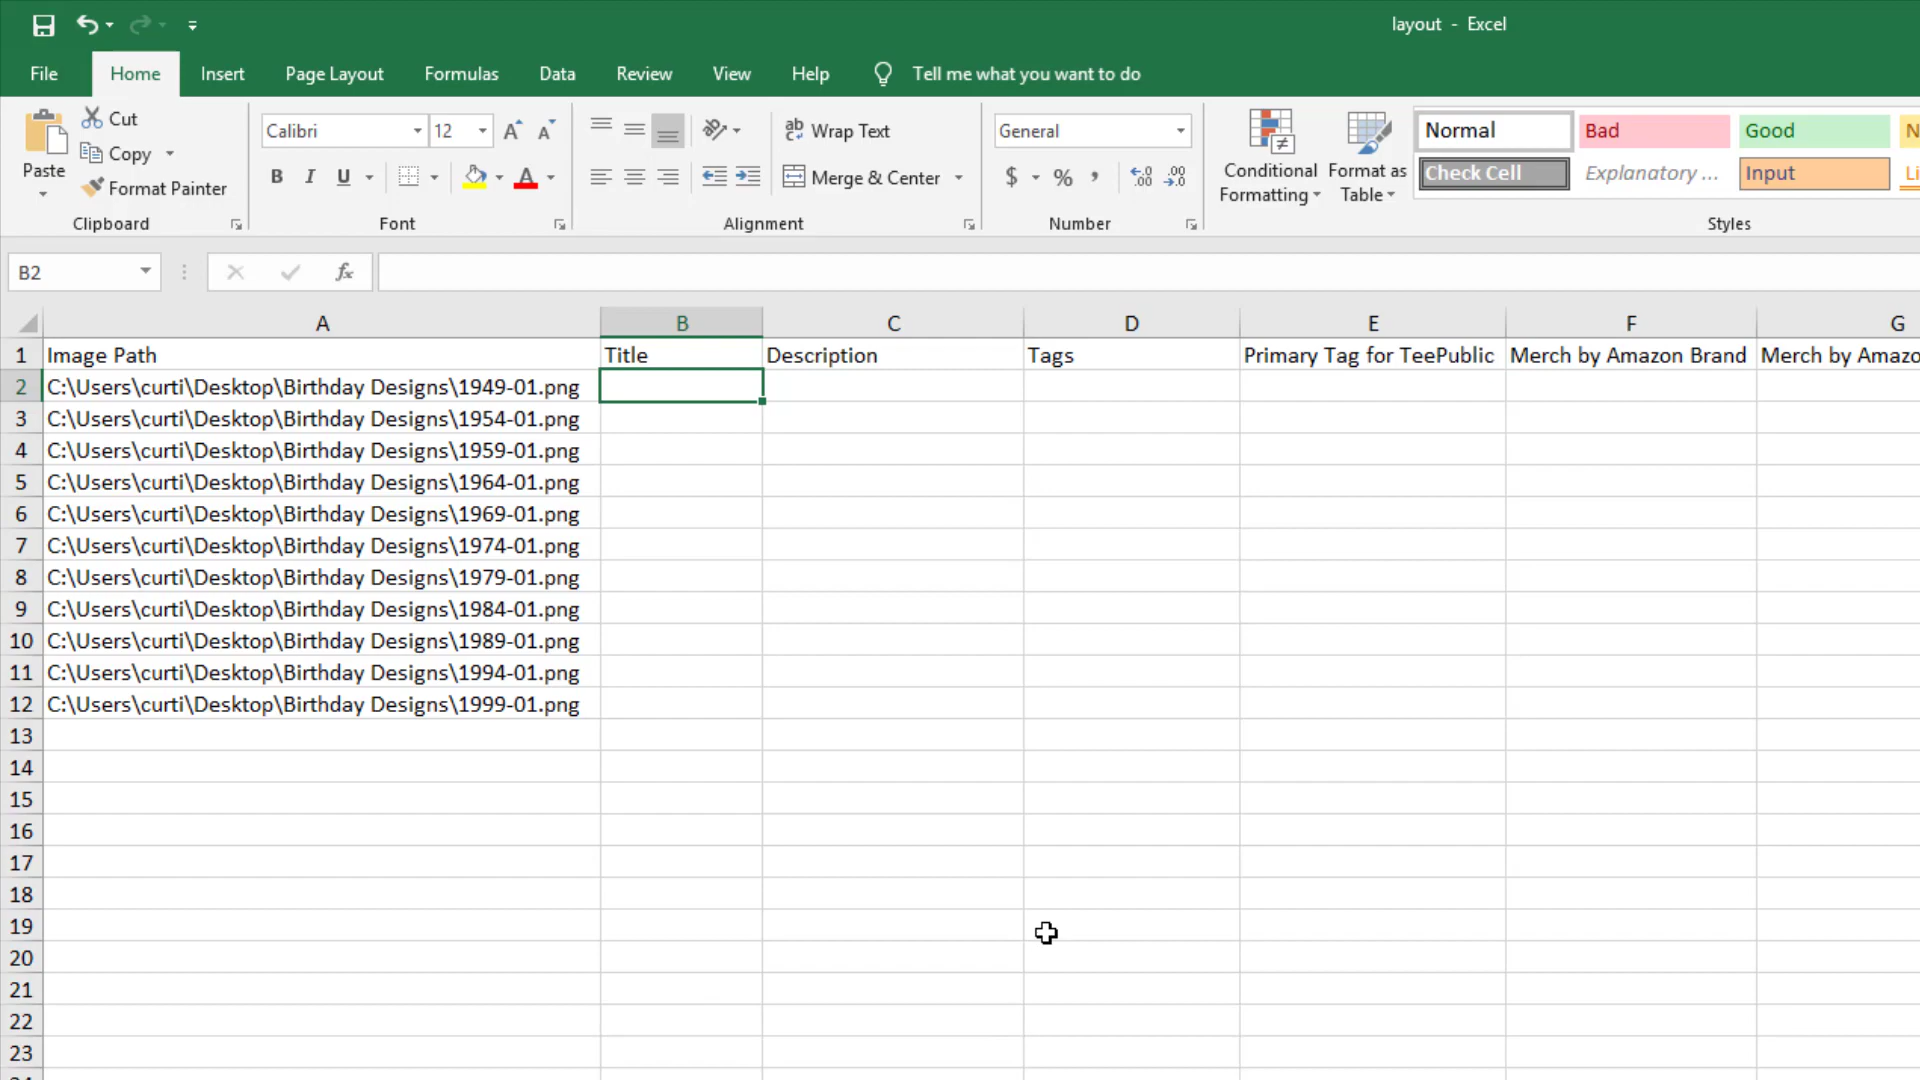 layout - Excel
File Home Insert Page Layout Formulas Data Review View Help Tell me what you want to do
Paste
Cut
Copy
Format Painter
Clipboard
Calibri 12
B I U A
Font
ab Wrap Text
Merge & Center
Alignment
General
$ % ,
Number
Conditional Formatting
Format as Table
Normal Bad Good N
Check Cell Explanatory ... Input Li
Styles
B2 fx
A B C D E F G
1 Image Path Title Description Tags Primary Tag for TeePublic Merch by Amazon Brand Merch by Amazo
2 C:\Users\curti\Desktop\Birthday Designs\1949-01.png
3 C:\Users\curti\Desktop\Birthday Designs\1954-01.png
4 C:\Users\curti\Desktop\Birthday Designs\1959-01.png
5 C:\Users\curti\Desktop\Birthday Designs\1964-01.png
6 C:\Users\curti\Desktop\Birthday Designs\1969-01.png
7 C:\Users\curti\Desktop\Birthday Designs\1974-01.png
8 C:\Users\curti\Desktop\Birthday Designs\1979-01.png
9 C:\Users\curti\Desktop\Birthday Designs\1984-01.png
10 C:\Users\curti\Desktop\Birthday Designs\1989-01.png
11 C:\Users\curti\Desktop\Birthday Designs\1994-01.png
12 C:\Users\curti\Desktop\Birthday Designs\1999-01.png
13
14
15
16
17
18
19
20
21
22
23